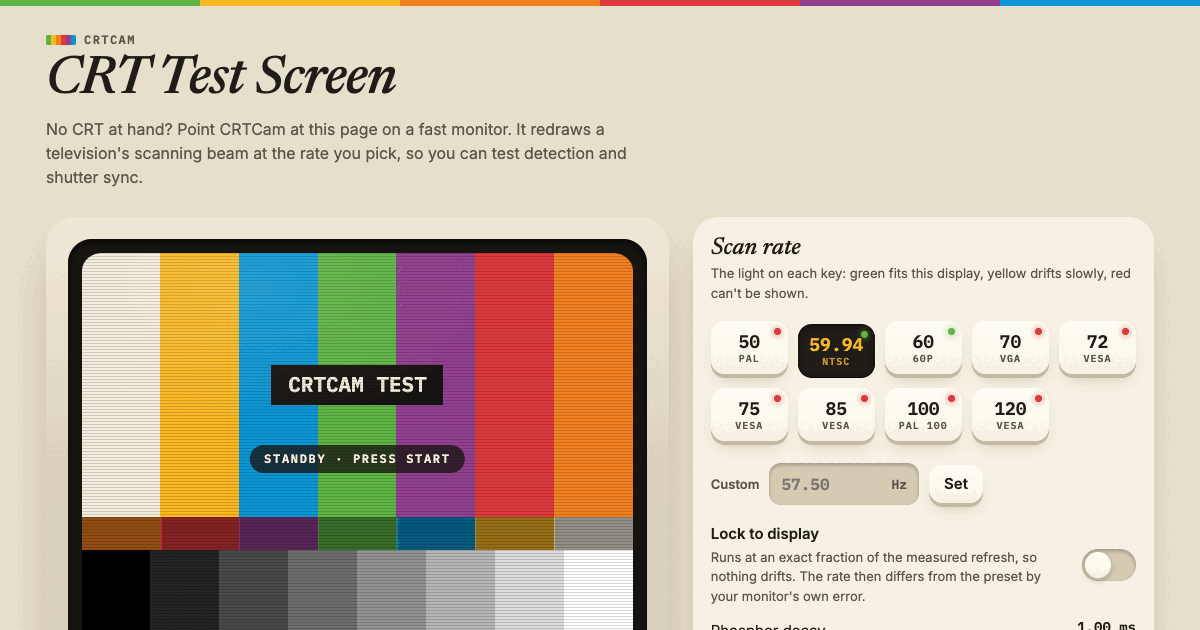 CRTCAM
CRT Test Screen
No CRT at hand? Point CRTCam at this page on a fast monitor. It redraws a
television's scanning beam at the rate you pick, so you can test detection and
shutter sync.
CRTCAM TEST
STANDBY · PRESS START
Scan rate
The light on each key: green fits this display, yellow drifts slowly, red
can't be shown.
50
PAL
59.94
NTSC
60
60P
70
VGA
72
VESA
75
VESA
85
VESA
100
PAL 100
120
VESA
Custom 57.50 Hz Set
Lock to display
Runs at an exact fraction of the measured refresh, so
nothing drifts. The rate then differs from the preset by
your monitor's own error.
Phosphor decay 1.00 ms